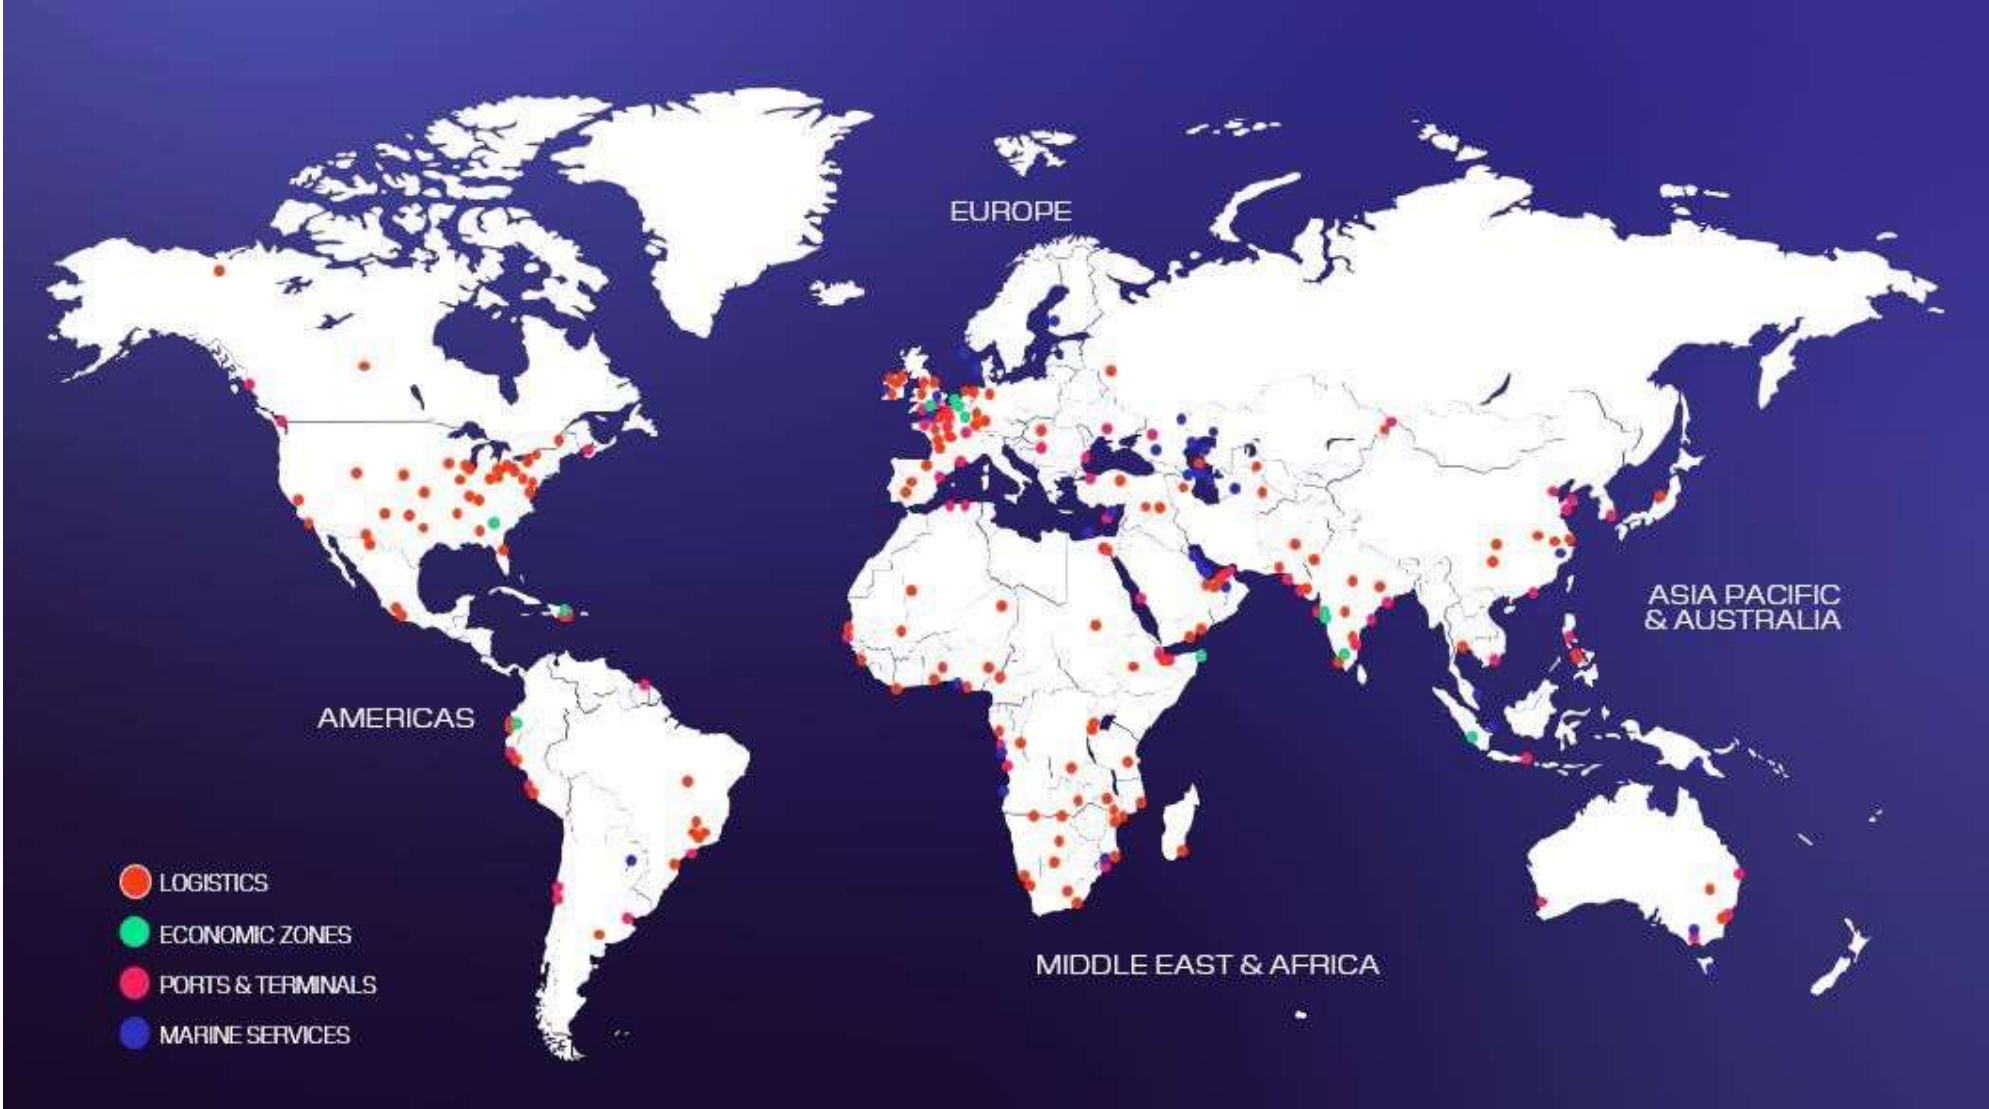 EUROPE
ASIA PACIFIC
& AUSTRALIA
AMERICAS
LOGISTICS
ECONOMIC ZONES
MIDDLE EAST & AFRICA
PORTS & TERMINALS
MARINE SERVICES